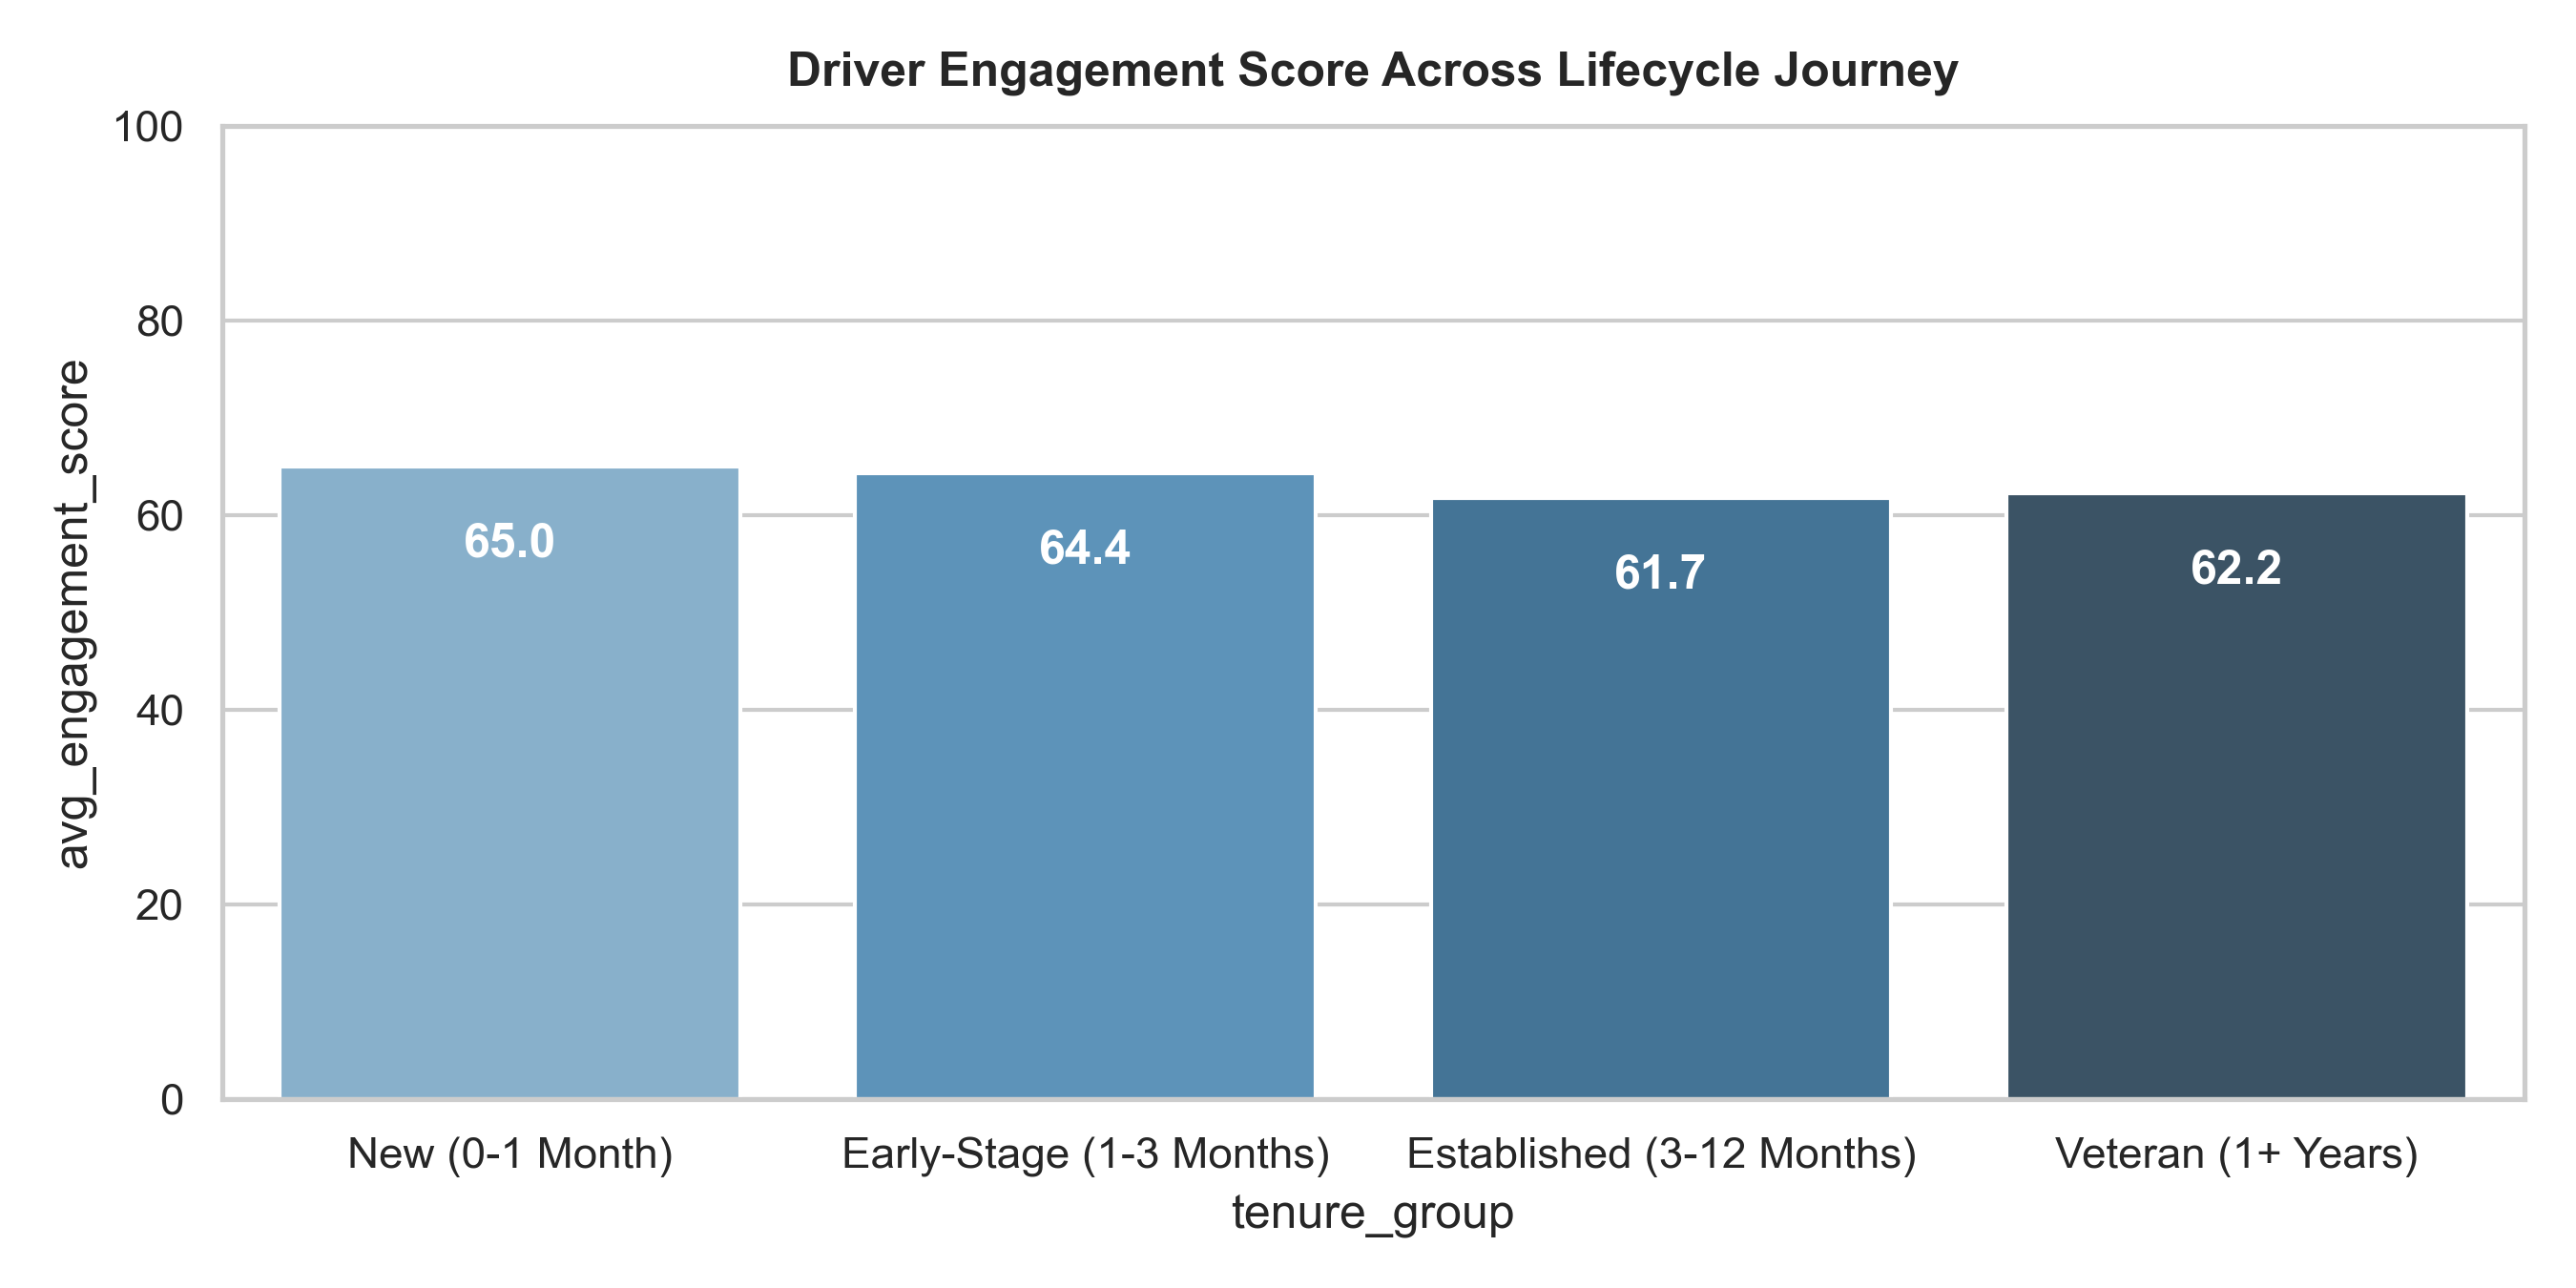 Driver Engagement Score Across Lifecycle Journey
100
80
60
40
20
0
avg_engagement_score
65.0
64.4
61.7
62.2
New (0-1 Month)
Early-Stage (1-3 Months)
Established (3-12 Months)
Veteran (1+ Years)
tenure_group